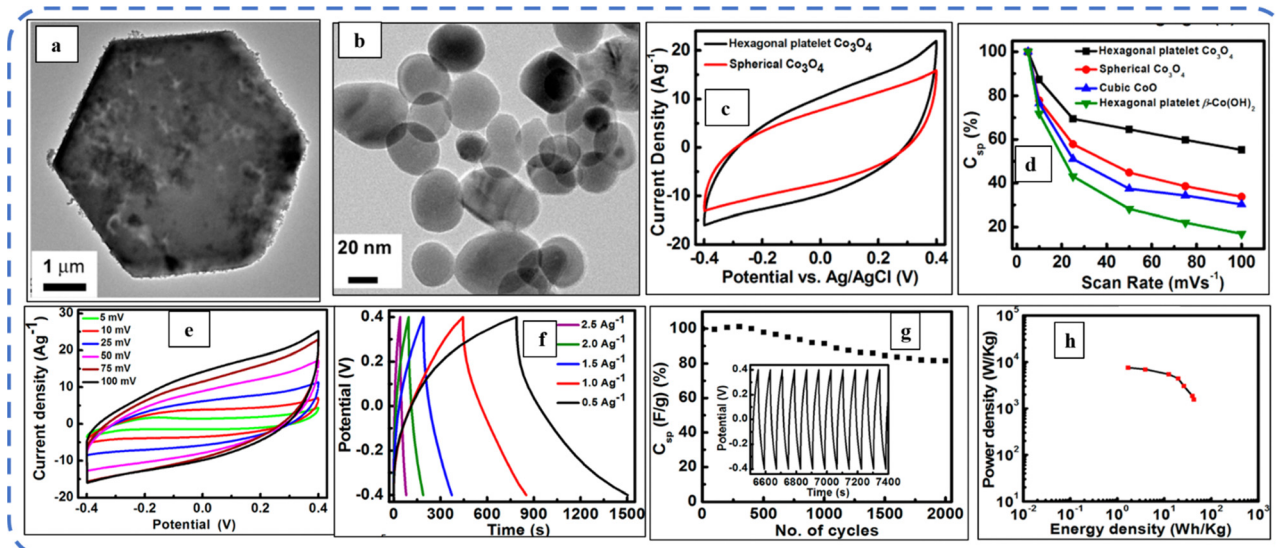 a
1 μm
b
20 nm
c
Hexagonal platelet Co₃O₄
Spherical Co₃O₄
20
10
0
-10
-20
-0.4
-0.2
0.0
0.2
0.4
Current Density (Ag⁻¹)
Potential vs. Ag/AgCl (V)
d
Hexagonal platelet Co₃O₄
Spherical Co₃O₄
Cubic CoO
Hexagonal platelet β-Co(OH)₂
100
80
60
40
20
0
20
40
60
80
100
Csp (%)
Scan Rate (mVs⁻¹)
e
5 mV
10 mV
25 mV
50 mV
75 mV
100 mV
30
20
10
0
-10
-20
-0.4
-0.2
0.0
0.2
0.4
Current density (Ag⁻¹)
Potential (V)
f
2.5 Ag⁻¹
2.0 Ag⁻¹
1.5 Ag⁻¹
1.0 Ag⁻¹
0.5 Ag⁻¹
0.4
0.2
0.0
-0.2
-0.4
0
300
600
900
1200
1500
Potential (V)
Time (s)
g
100
80
60
40
20
0
0
500
1000
1500
2000
Csp (F/g) (%)
No. of cycles
0.4
0.2
0.0
-0.2
-0.4
6600 6800 7000 7200 7400
Potential (V)
Time (s)
h
10⁵
10⁴
10³
10²
10¹
10⁻²
10⁻¹
10⁰
10¹
10²
10³
Power density (W/Kg)
Energy density (Wh/Kg)